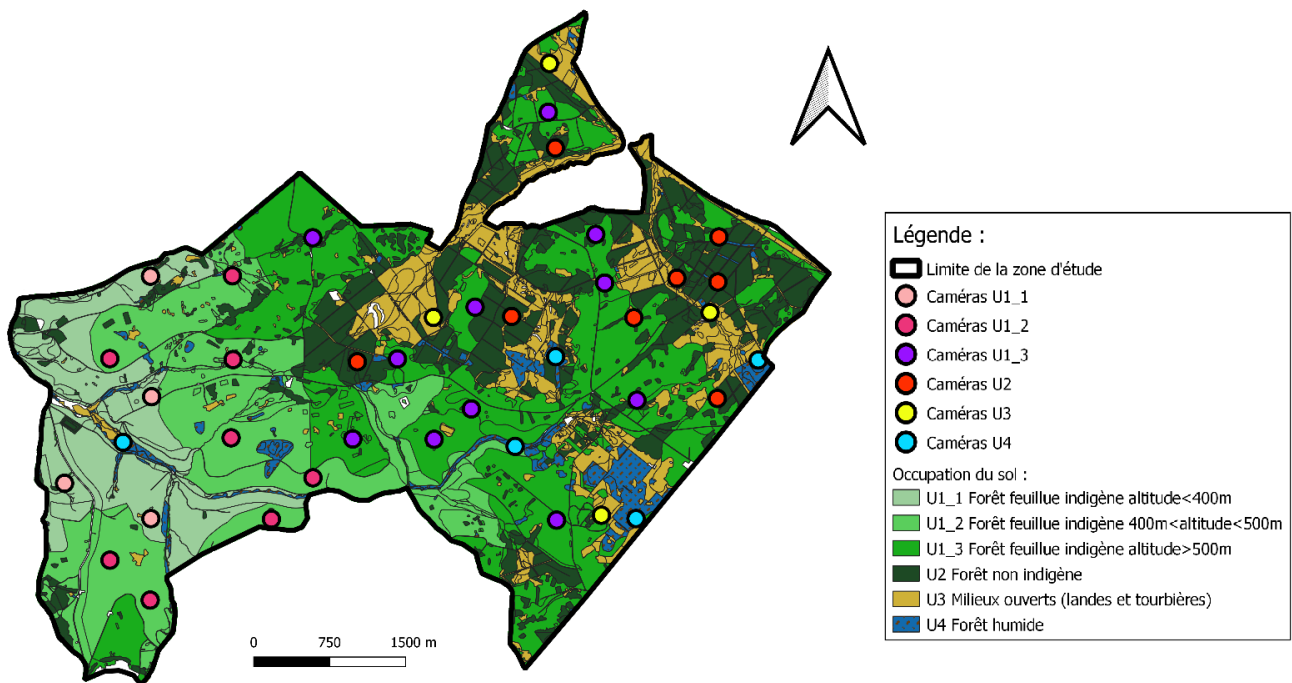 0 750 1500 m
Légende :
Limite de la zone d'étude
Caméras U1_1
Caméras U1_2
Caméras U1_3
Caméras U2
Caméras U3
Caméras U4
Occupation du sol :
U1_1 Forêt feuillue indigène altitude<400m
U1_2 Forêt feuillue indigène 400m<altitude<500m
U1_3 Forêt feuillue indigène altitude>500m
U2 Forêt non indigène
U3 Milieux ouverts (landes et tourbières)
U4 Forêt humide